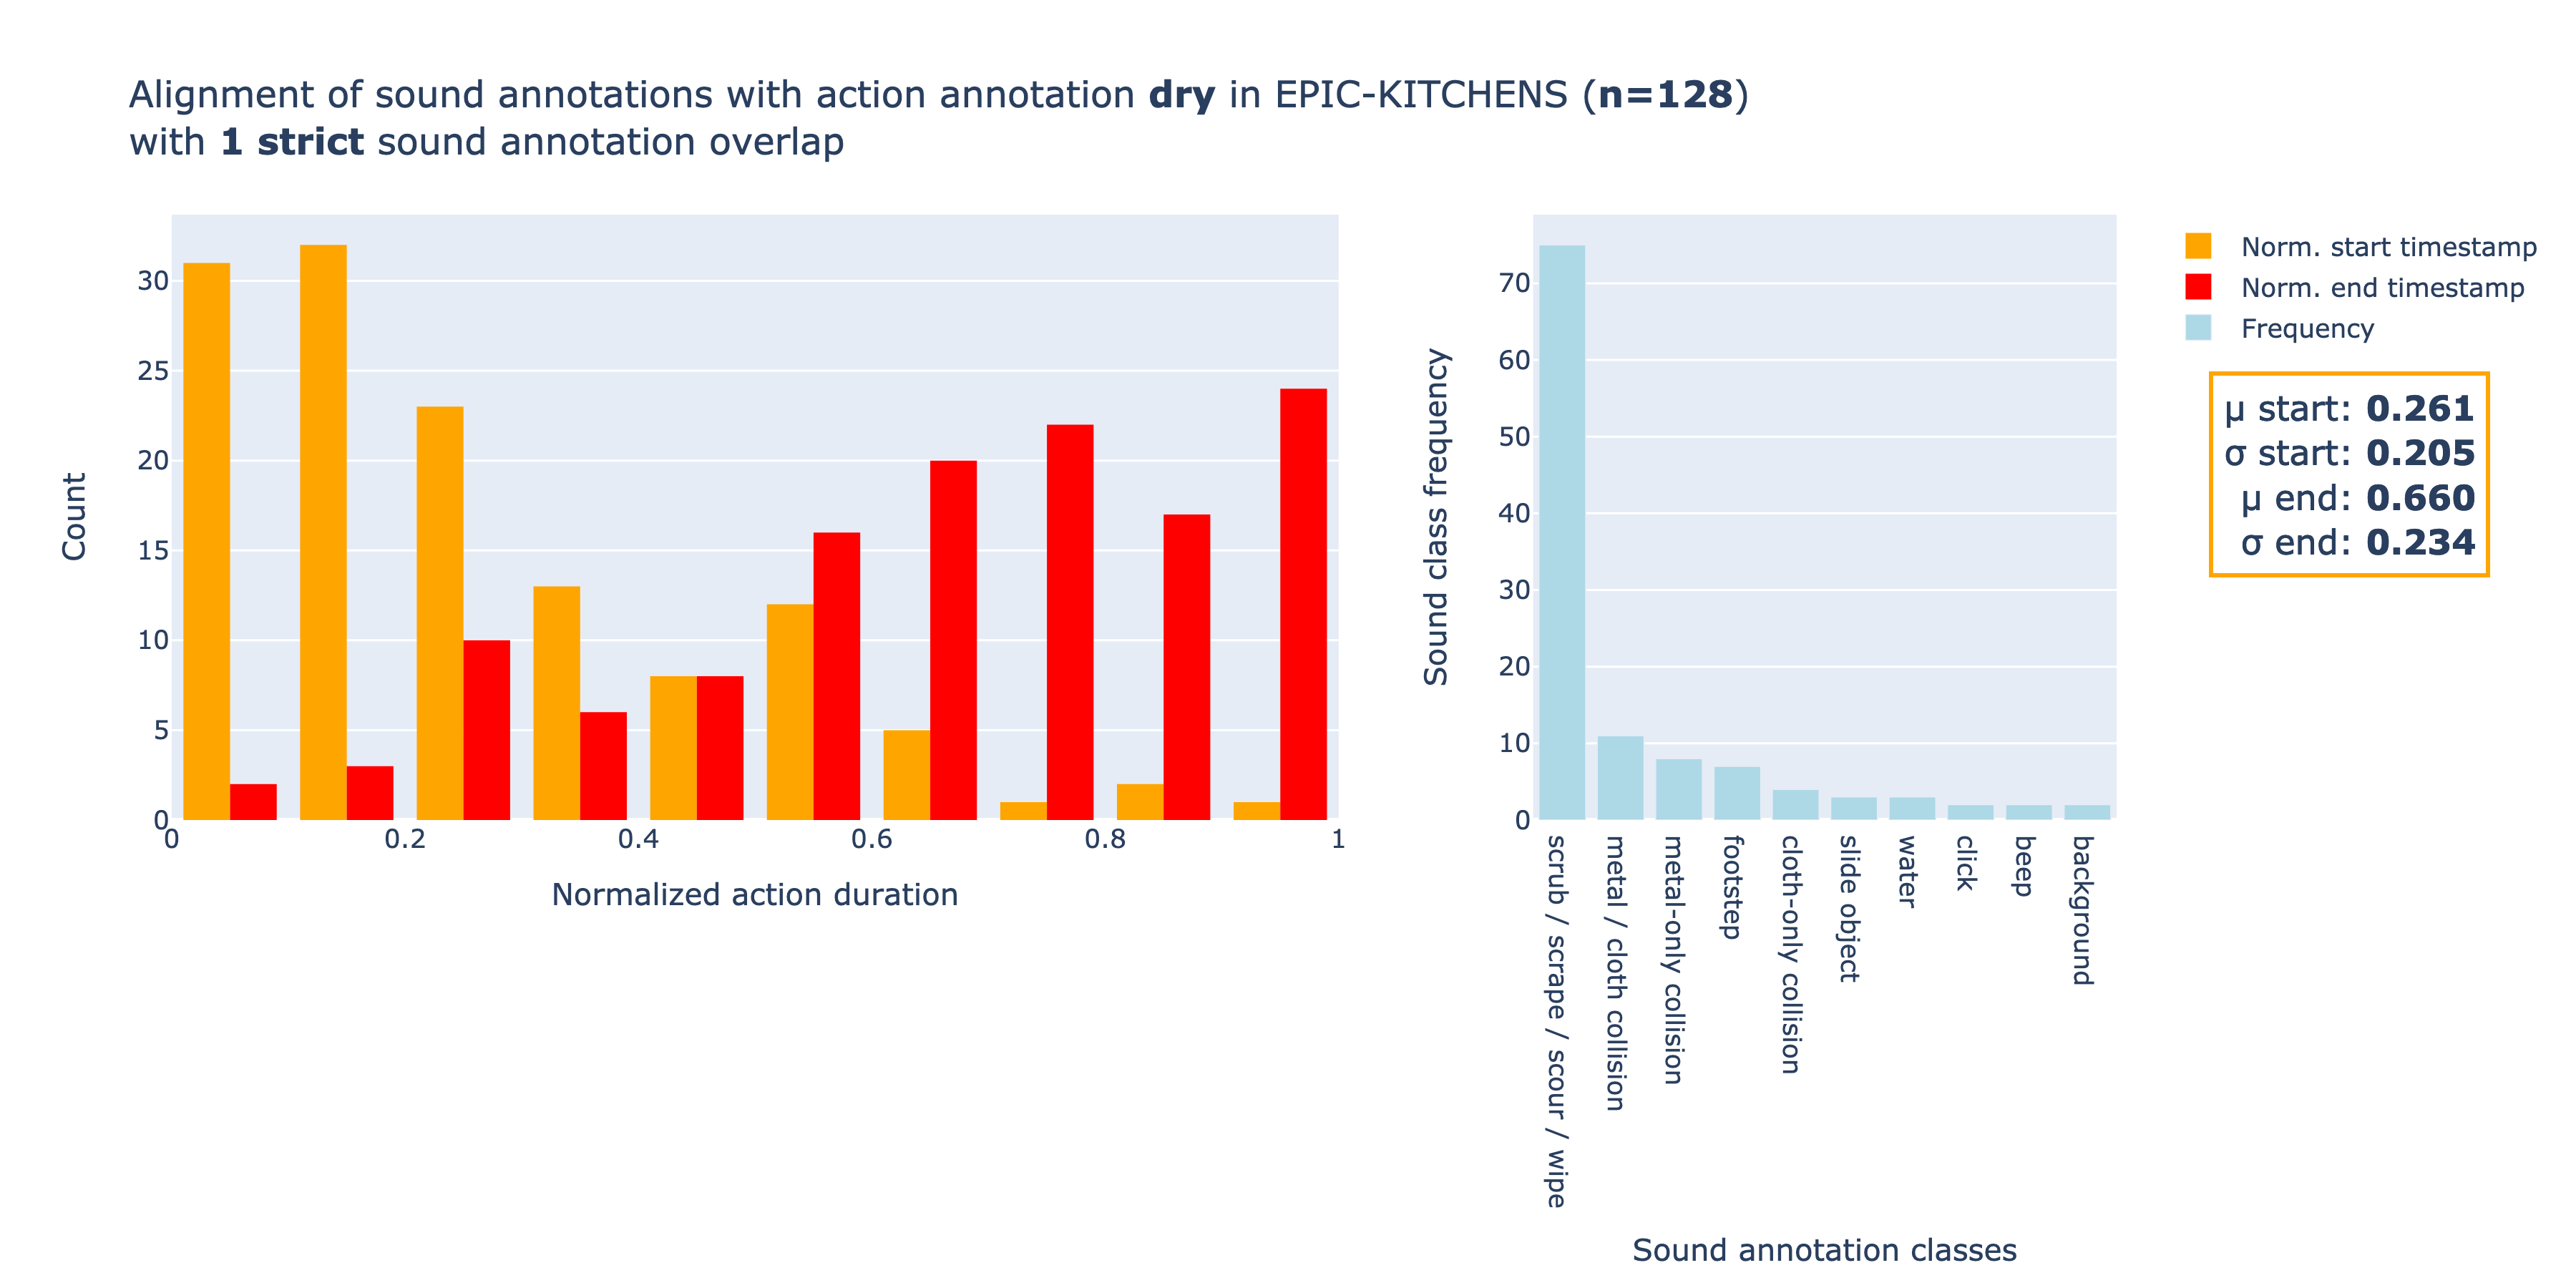 Alignment of sound annotations with action annotation dry in EPIC-KITCHENS (n=128)
with 1 strict sound annotation overlap
Count
30
25
20
15
10
5
0
0 0.2 0.4 0.6 0.8 1
Normalized action duration
Sound class frequency
70
60
50
40
30
20
10
0
scrub / scrape / scour / wipe
metal / cloth collision
metal-only collision
footstep
cloth-only collision
slide object
water
click
beep
background
Sound annotation classes
Norm. start timestamp
Norm. end timestamp
Frequency
μ start: 0.261
σ start: 0.205
μ end: 0.660
σ end: 0.234